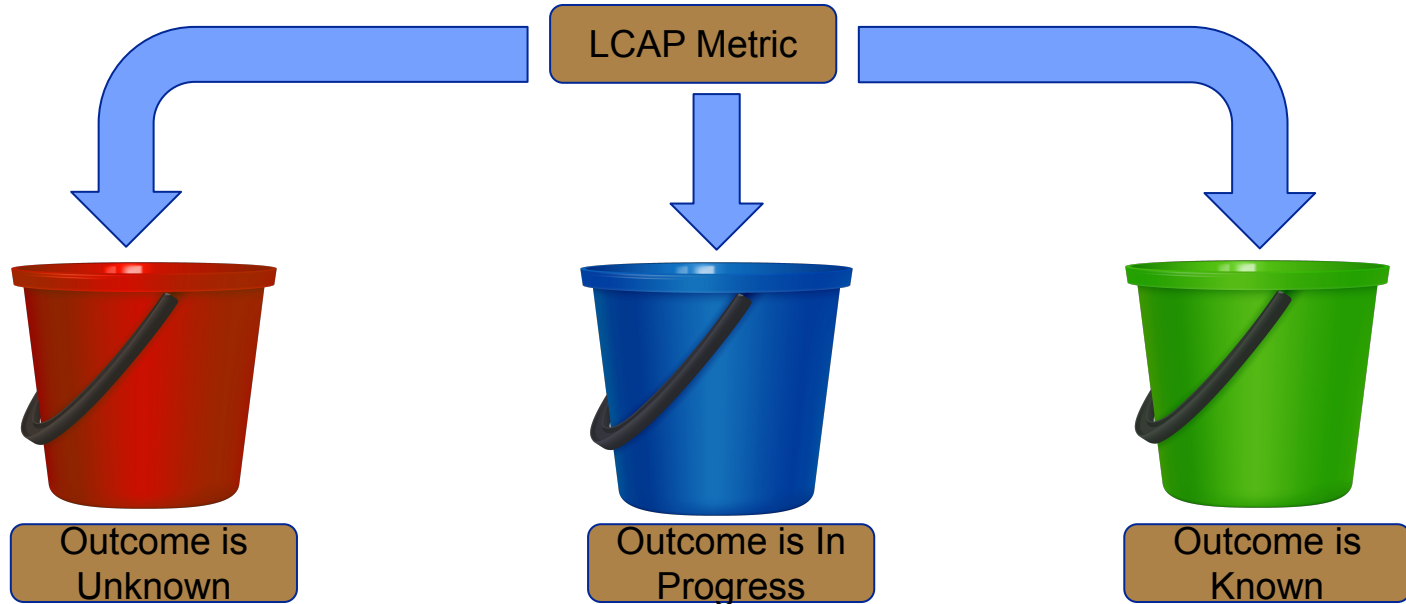 LCAP Metric
Outcome is
Unknown
Outcome is In
Progress
Outcome is
Known